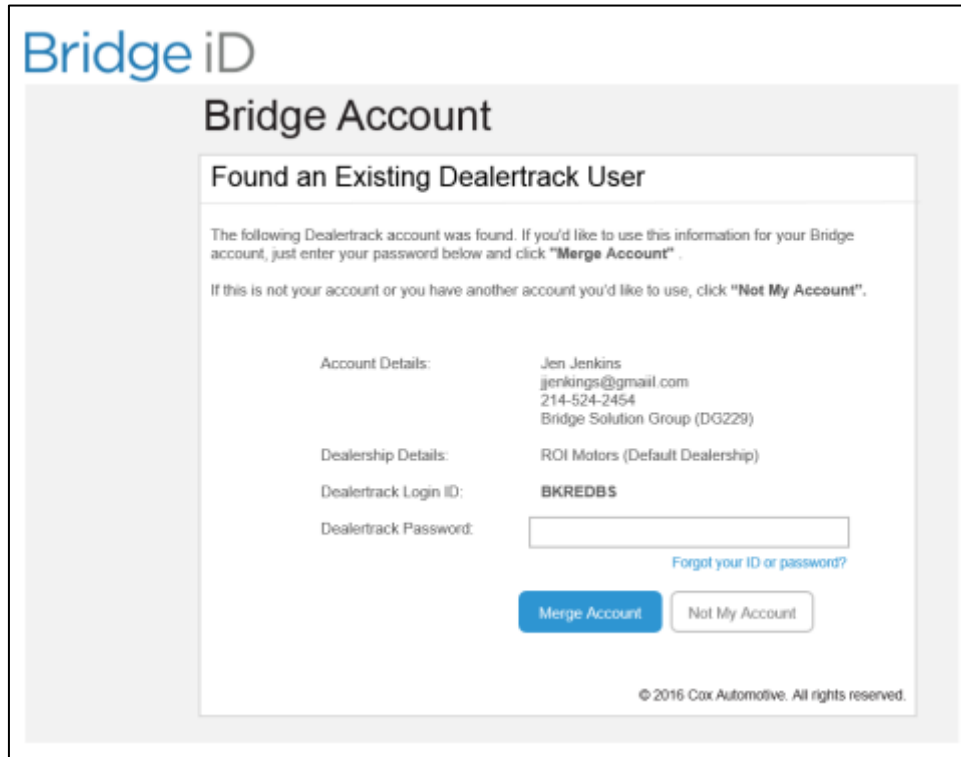 Bridge iD
Bridge Account
Found an Existing Dealertrack User
The following Dealertrack account was found. If you'd like to use this information for your Bridge
account, just enter your password below and click "Merge Account" .
If this is not your account or you have another account you'd like to use, click “Not My Account”.
Account Details: Jen Jenkins
jjenkings@gmaiil.com
214-524-2454
Bridge Solution Group (DG229)
Dealership Details: ROI Motors (Default Dealership)
Dealertrack Login ID: BKREDBS
Dealertrack Password:
Forgot your ID or password?
Merge Account Not My Account
© 2016 Cox Automotive. All rights reserved.